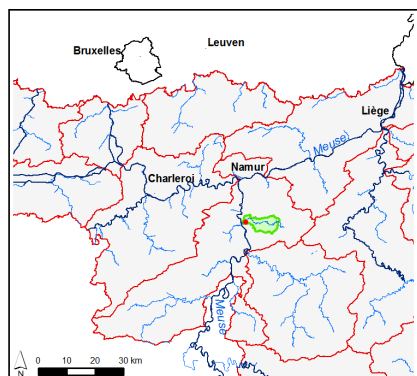 Leuven
Bruxelles
Liège
Meuse
Namur
Charleroi
Meuse
N
0 10 20 30 km